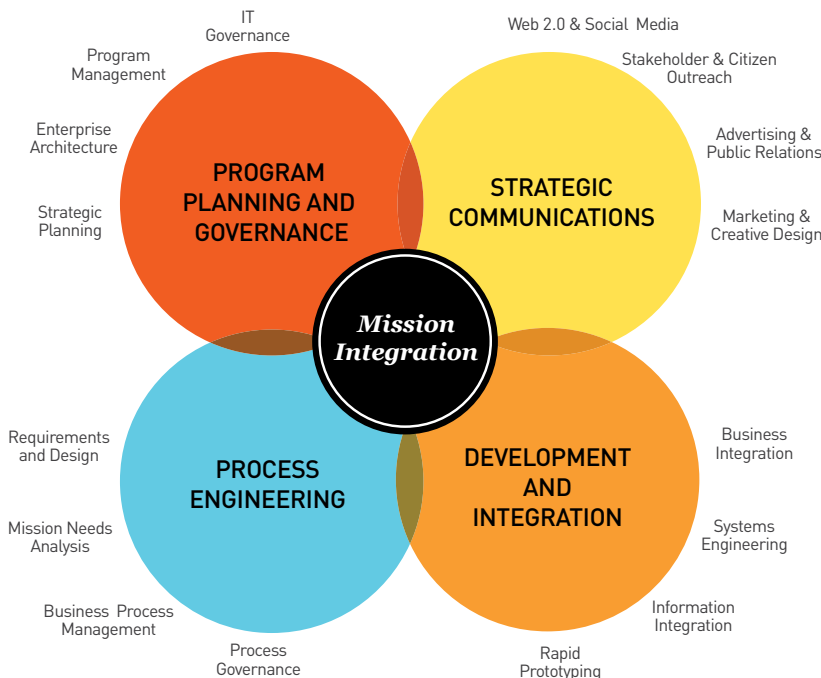 IT
Governance
Program
Management
Enterprise
Architecture
Strategic
Planning
PROGRAM
PLANNING AND
GOVERNANCE
Web 2.0 & Social Media
Stakeholder & Citizen
Outreach
Advertising &
Public Relations
Marketing &
Creative Design
STRATEGIC
COMMUNICATIONS
Mission
Integration
Requirements
and Design
Mission Needs
Analysis
Business Process
Management
Process
Governance
PROCESS
ENGINEERING
DEVELOPMENT
AND
INTEGRATION
Business
Integration
Systems
Engineering
Information
Integration
Rapid
Prototyping